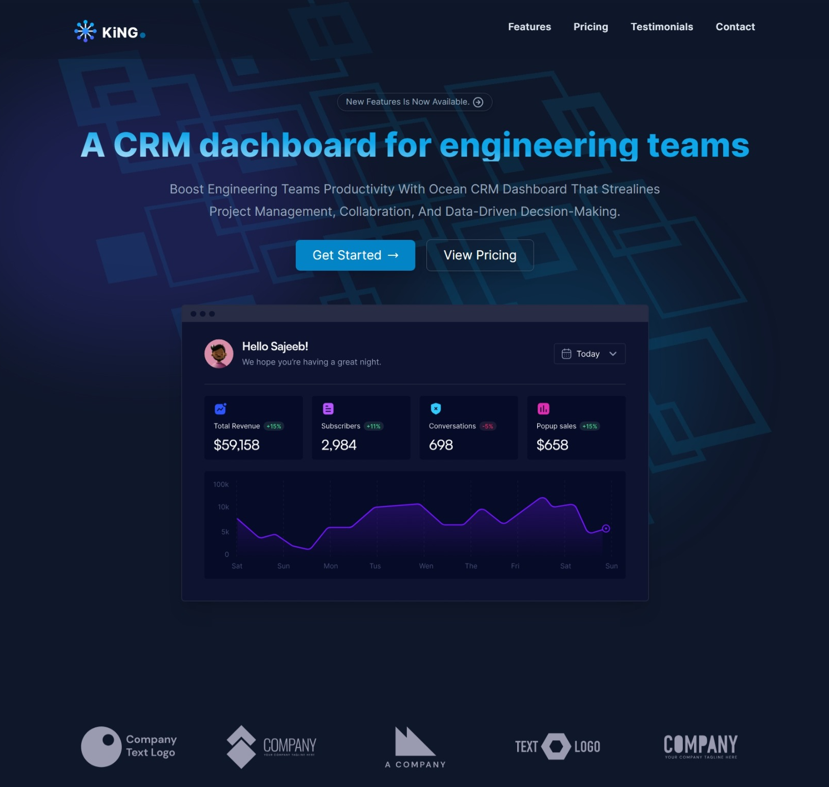 KiNG.
Features Pricing Testimonials Contact
New Features Is Now Available.
A CRM dachboard for engineering teams
Boost Engineering Teams Productivity With Ocean CRM Dashboard That Strealines
Project Management, Collabration, And Data-Driven Decsion-Making.
Get Started →
View Pricing
Hello Sajeeb!
We hope you're having a great night.
Today
Total Revenue +15%
$59,158
Subscribers +11%
2,984
Conversations -5%
698
Popup sales +15%
$658
100k
10k
5k
0
Sat Sun Mon Tus Wen The Fri Sat Sun
Company
Text Logo
COMPANY
YOUR COMPANY TAGLINE HERE
A COMPANY
TEXT LOGO
COMPANY
YOUR COMPANY TAGLINE HERE